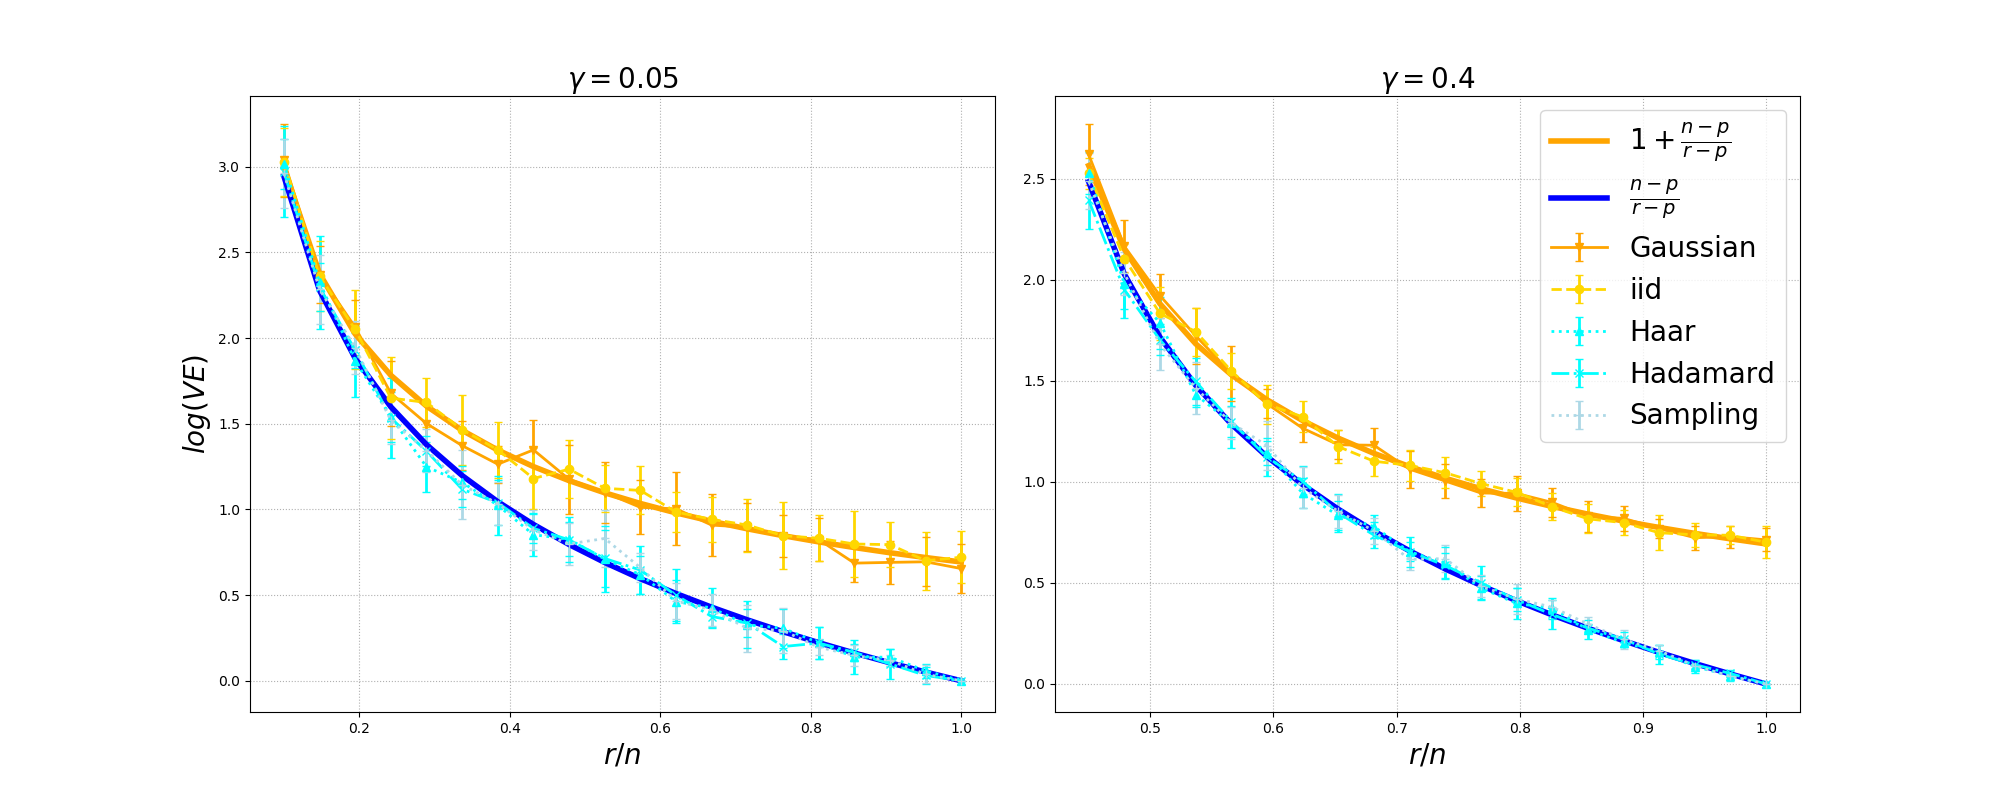 γ = 0.05
log(VE)
3.0
2.5
2.0
1.5
1.0
0.5
0.0
0.2 0.4 0.6 0.8 1.0
r/n
γ = 0.4
2.5
2.0
1.5
1.0
0.5
0.0
0.5 0.6 0.7 0.8 0.9 1.0
r/n
1 + \frac{n-p}{r-p}
\frac{n-p}{r-p}
Gaussian
iid
Haar
Hadamard
Sampling